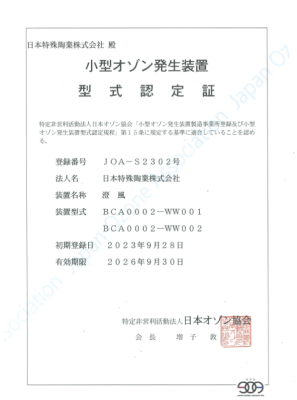 日本特殊陶業株式会社 殿
小型オゾン発生装置
型式認定証
特定非営利活動法人日本オゾン協会「小型オゾン発生装置製造事業所登録及び小型
オゾン発生装置型式認定規程」第15条に規定する基準に適合していることを認め
る。
登録番号 JOA-S2302号
法人名 日本特殊陶業株式会社
装置名称 澄風
装置型式 BCA0002-WW001
BCA0002-WW002
初期登録日 2023年9月28日
有効期限 2026年9月30日
特定非営利活動法人日本オゾン協会
会長 増子 敦